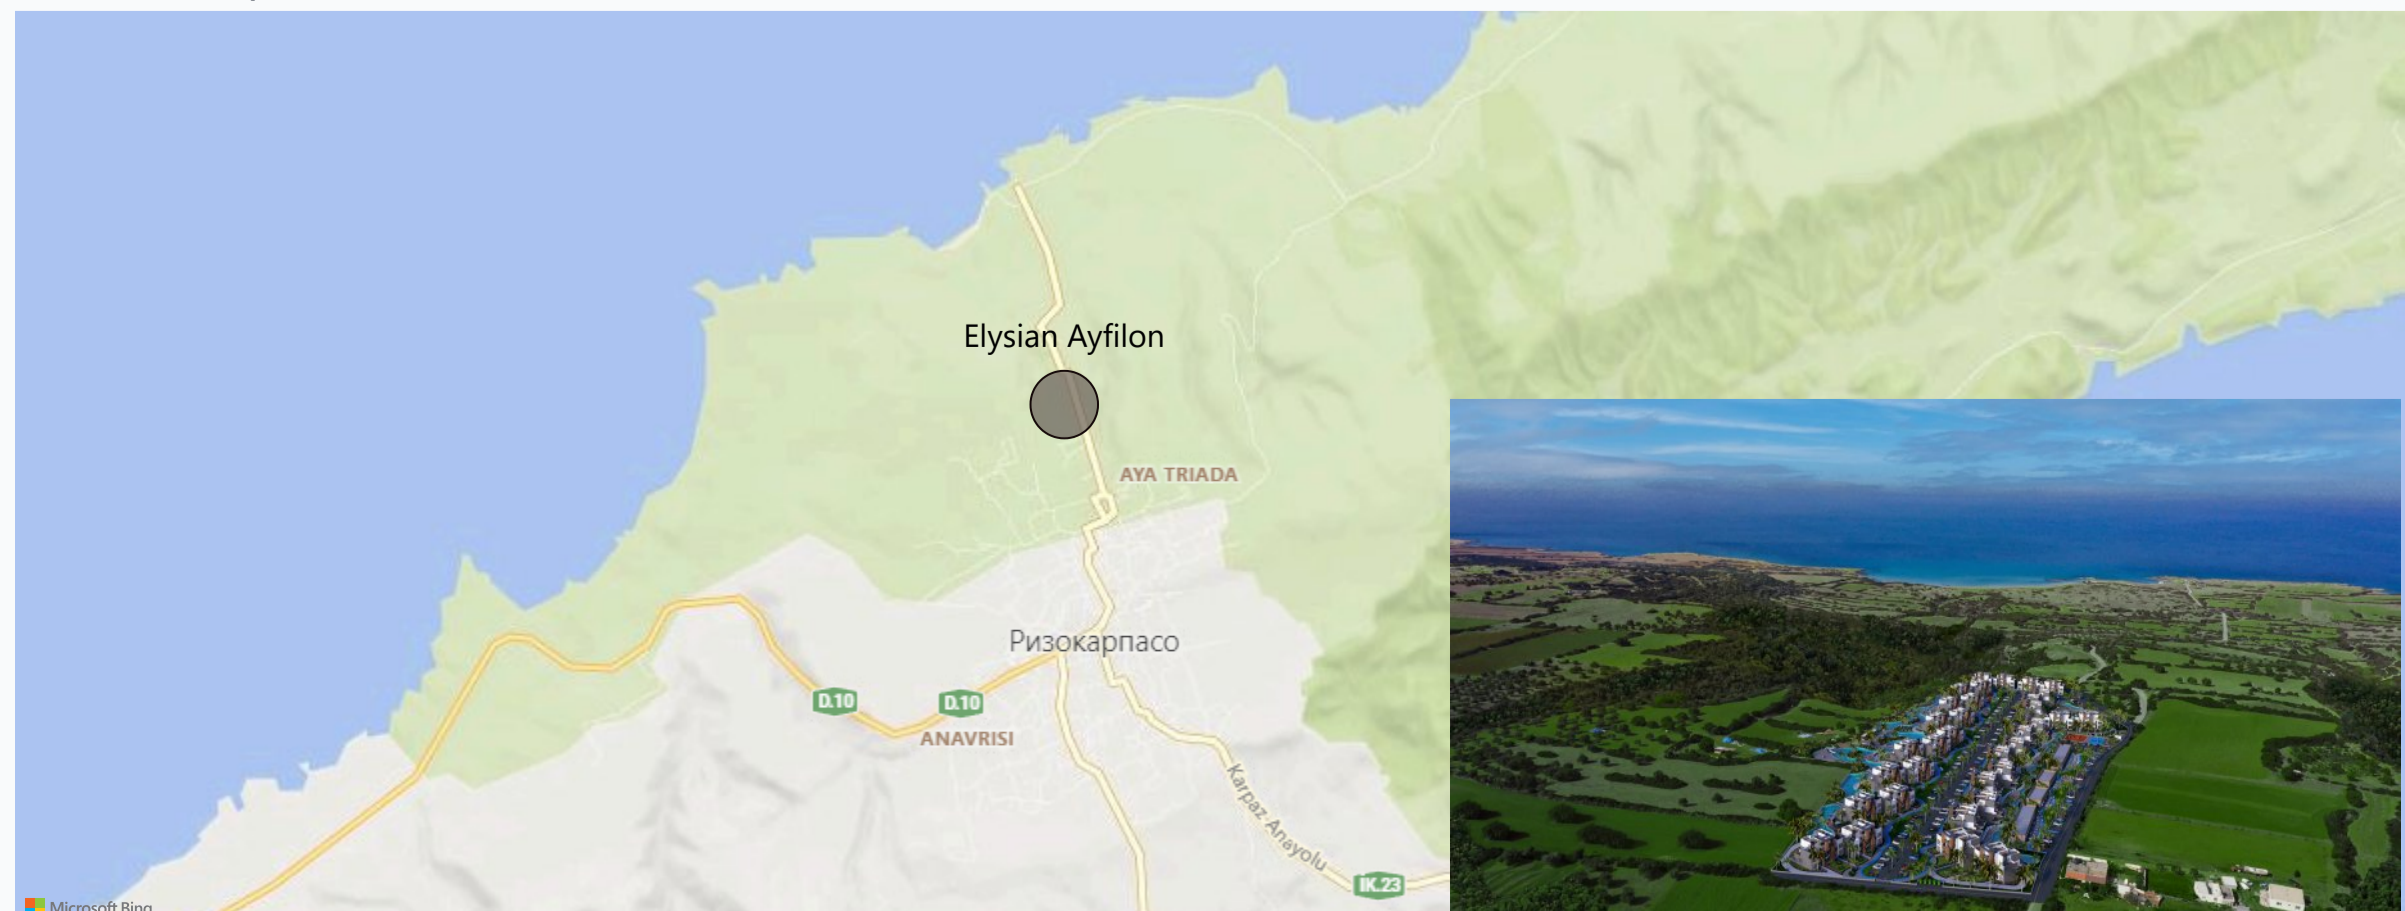 Elysian Ayfilon
AYA TRIADA
Ризокарпасо
D.10
D.10
ANAVRISI
Karpaz Anayolu
IK.23
Microsoft Bing